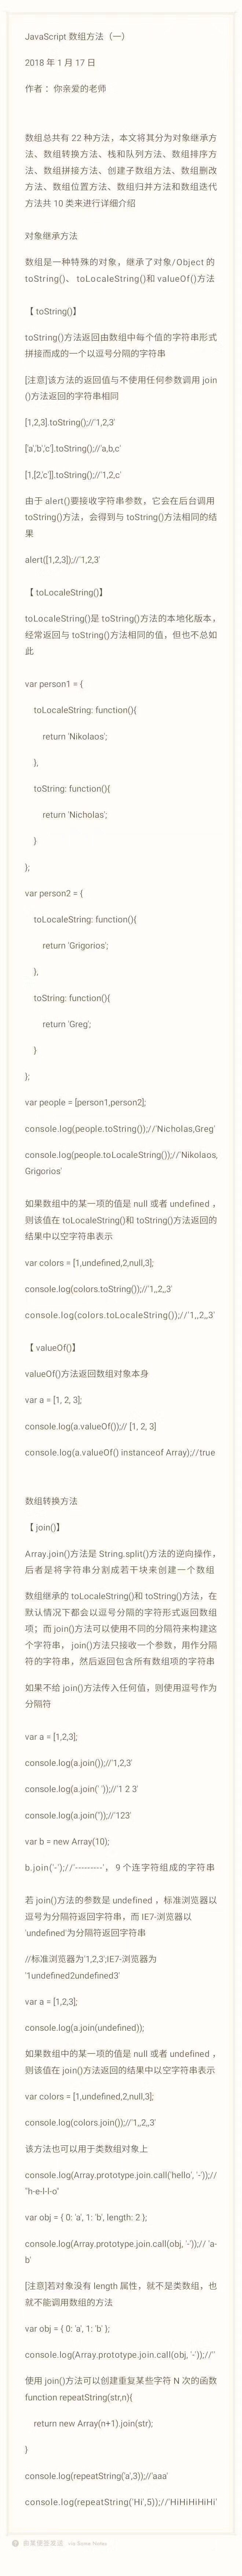 JavaScript 数组方法（一）
2018 年 1 月 17 日
作者 ：你亲爱的老师
数组总共有 22 种方法，本文将其分为对象继承方
法、数组转换方法、栈和队列方法、数组排序方
法、数组拼接方法、创建子数组方法、数组删改
方法、数组位置方法、数组归并方法和数组迭代
方法共 10 类来进行详细介绍
对象继承方法
数组是一种特殊的对象，继承了对象/Object 的
toString()、 toLocaleString()和 valueOf()方法
【 toString()】
toString()方法返回由数组中每个值的字符串形式
拼接而成的一个以逗号分隔的字符串
[注意]该方法的返回值与不使用任何参数调用 join
()方法返回的字符串相同
[1,2,3].toString();//'1,2,3'
['a','b','c'].toString();//'a,b,c'
[1,[2,'c']].toString();//'1,2,c'
由于 alert()要接收字符串参数，它会在后台调用
toString()方法，会得到与 toString()方法相同的结
果
alert([1,2,3]);//'1,2,3'
【 toLocaleString()】
toLocaleString()是 toString()方法的本地化版本，
经常返回与 toString()方法相同的值，但也不总如
此
var person1 = {
toLocaleString: function(){
return 'Nikolaos';
},
toString: function(){
return 'Nicholas';
}
};
var person2 = {
toLocaleString: function(){
return 'Grigorios';
},
toString: function(){
return 'Greg';
}
};
var people = [person1,person2];
console.log(people.toString());//'Nicholas,Greg'
console.log(people.toLocaleString());//'Nikolaos,
Grigorios'
如果数组中的某一项的值是 null 或者 undefined ，
则该值在 toLocaleString()和 toString()方法返回的
结果中以空字符串表示
var colors = [1,undefined,2,null,3];
console.log(colors.toString());//'1,,2,,3'
console.log(colors.toLocaleString());//'1,,2,,3'
【 valueOf()】
valueOf()方法返回数组对象本身
var a = [1, 2, 3];
console.log(a.valueOf());// [1, 2, 3]
console.log(a.valueOf() instanceof Array);//true
数组转换方法
【 join()】
Array.join()方法是 String.split()方法的逆向操作，
后者是将字符串分割成若干块来创建一个数组
数组继承的 toLocaleString()和 toString()方法，在
默认情况下都会以逗号分隔的字符形式返回数组
项；而 join()方法可以使用不同的分隔符来构建这
个字符串， join()方法只接收一个参数，用作分隔
符的字符串，然后返回包含所有数组项的字符串
如果不给 join()方法传入任何值，则使用逗号作为
分隔符
var a = [1,2,3];
console.log(a.join());//'1,2,3'
console.log(a.join(' '));//'1 2 3'
console.log(a.join(''));//'123'
var b = new Array(10);
b.join('-');//'---------'， 9 个连字符组成的字符串
若 join()方法的参数是 undefined ，标准浏览器以
逗号为分隔符返回字符串，而 IE7-浏览器以
'undefined'为分隔符返回字符串
//标准浏览器为'1,2,3';IE7-浏览器为
'1undefined2undefined3'
var a = [1,2,3];
console.log(a.join(undefined));
如果数组中的某一项的值是 null 或者 undefined ，
则该值在 join()方法返回的结果中以空字符串表示
var colors = [1,undefined,2,null,3];
console.log(colors.join());//'1,,2,,3'
该方法也可以用于类数组对象上
console.log(Array.prototype.join.call('hello', '-'));//
"h-e-l-l-o"
var obj = { 0: 'a', 1: 'b', length: 2 };
console.log(Array.prototype.join.call(obj, '-'));// 'a-
b'
[注意]若对象没有 length 属性，就不是类数组，也
就不能调用数组的方法
var obj = { 0: 'a', 1: 'b' };
console.log(Array.prototype.join.call(obj, '-'));//''
使用 join()方法可以创建重复某些字符 N 次的函数
function repeatString(str,n){
return new Array(n+1).join(str);
}
console.log(repeatString('a',3));//'aaa'
console.log(repeatString('Hi',5));//'HiHiHiHiHi'
via Some Notes